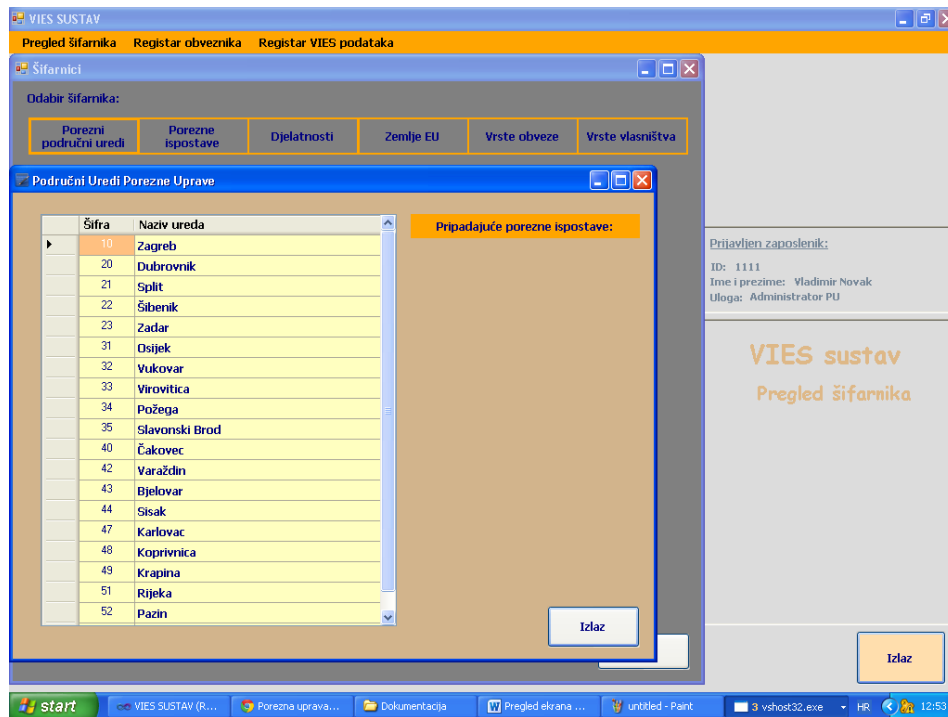 VIES SUSTAV
Pregled šifarnika Registar obveznika Registar VIES podataka
Šifarnici
Odabir šifarnika:
Porezni područni uredi
Porezne ispostave
Djelatnosti
Zemlje EU
Vrste obveze
Vrste vlasništva
Područni Uredi Porezne Uprave
Šifra Naziv ureda
10 Zagreb
20 Dubrovnik
21 Split
22 Šibenik
23 Zadar
31 Osijek
32 Vukovar
33 Virovitica
34 Požega
35 Slavonski Brod
40 Čakovec
42 Varaždin
43 Bjelovar
44 Sisak
47 Karlovac
48 Koprivnica
49 Krapina
51 Rijeka
52 Pazin
Pripadajuće porezne ispostave:
Izlaz
Prijavljen zaposlenik:
ID: 1111
Ime i prezime: Vladimir Novak
Uloga: Administrator PU
VIES sustav
Pregled šifarnika
Izlaz
start
VIES SUSTAV (R...
Porezna uprava...
Dokumentacija
Pregled ekrana ...
untitled - Paint
3 vshost32.exe
HR
12:53